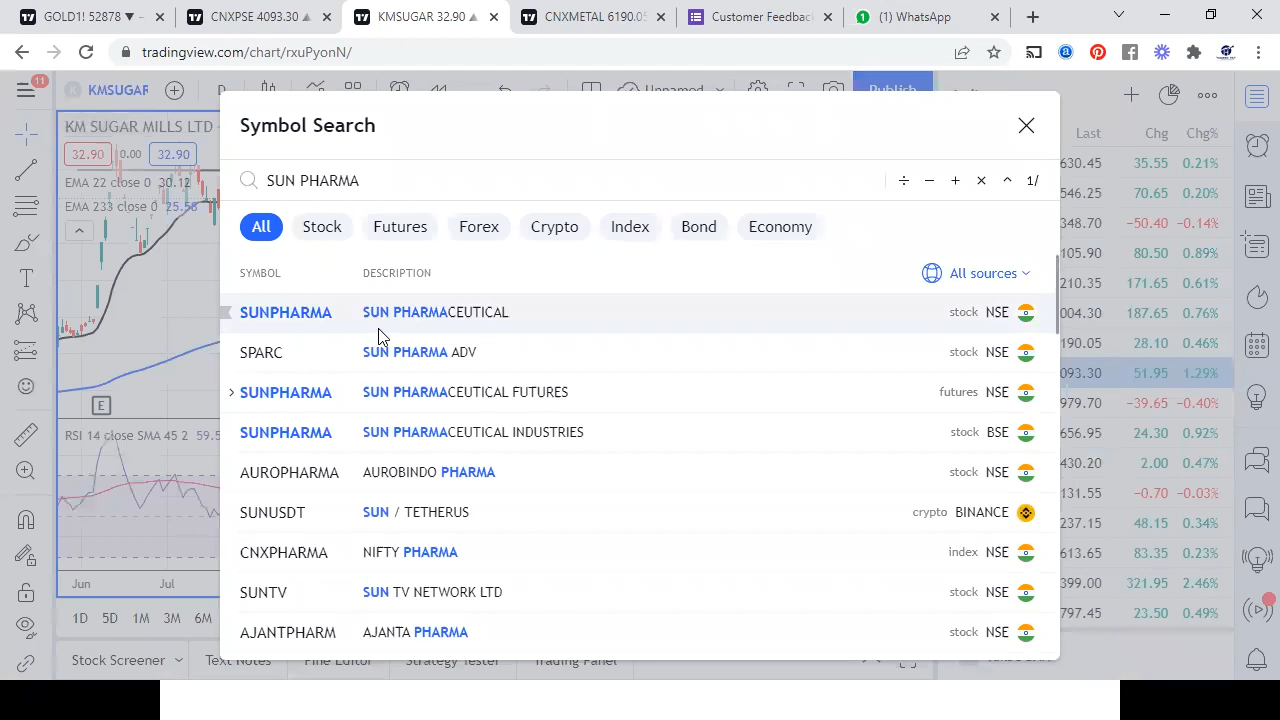 GOLD1! 52878 ▼
CNXPSE 4093.30 ▲
KMSUGAR 32.90 ▲
CNXMETAL 6190.05
Customer Feedback
(1) WhatsApp
tradingview.com/chart/rxuPyonN/
11
KMSUGAR
D
Unnamed
Publish
KM SUGAR MILLS LTD
32.90 0.00 32.90
EMA 22 close 0 30.12
EMA 233 close 0 25.58
E
RSI 14 close SMA 45 2 59.5
Jun Jul
1D 5D 1M 3M 6M
Stock Screener
Text Notes
Pine Editor
Strategy Tester
Trading Panel
Symbol Search
SUN PHARMA
÷ − + × ^ 1/
All Stock Futures Forex Crypto Index Bond Economy
SYMBOL DESCRIPTION All sources
SUNPHARMA SUN PHARMACEUTICAL stock NSE
SPARC SUN PHARMA ADV stock NSE
SUNPHARMA SUN PHARMACEUTICAL FUTURES futures NSE
SUNPHARMA SUN PHARMACEUTICAL INDUSTRIES stock BSE
AUROPHARMA AUROBINDO PHARMA stock NSE
SUNUSDT SUN / TETHERUS crypto BINANCE
CNXPHARMA NIFTY PHARMA index NSE
SUNTV SUN TV NETWORK LTD stock NSE
AJANTPHARM AJANTA PHARMA stock NSE
Last Chg Chg%
630.45 35.55 0.21%
546.25 70.65 0.20%
348.70 −50.40 −0.14%
105.90 80.50 0.89%
210.35 171.65 0.61%
004.30 187.65 0.76%
190.05 28.10 0.46%
093.30 51.95 1.29%
979.70 −39.65 −0.40%
656.95 24.30 0.92%
430.20 2.00 0.47%
131.55 −0.70 −0.03%
237.15 48.15 0.34%
613.65 83.35 0.23%
399.00 321.95 2.46%
797.45 23.50 0.49%